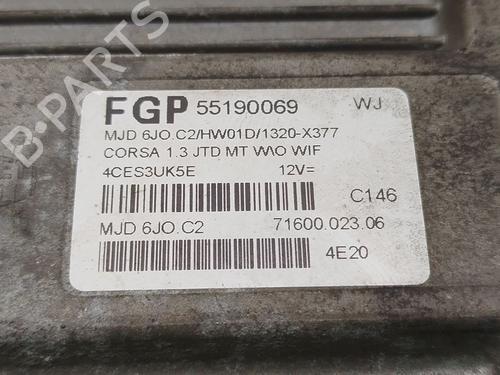 B-PARTS
FGP 55190069 WJ
MJD 6JO.C2/HW01D/1320-X377
CORSA 1.3 JTD MT W\O WIF
4CES3UK5E 12V=
C146
MJD 6JO.C2 71600.023.06
4E20